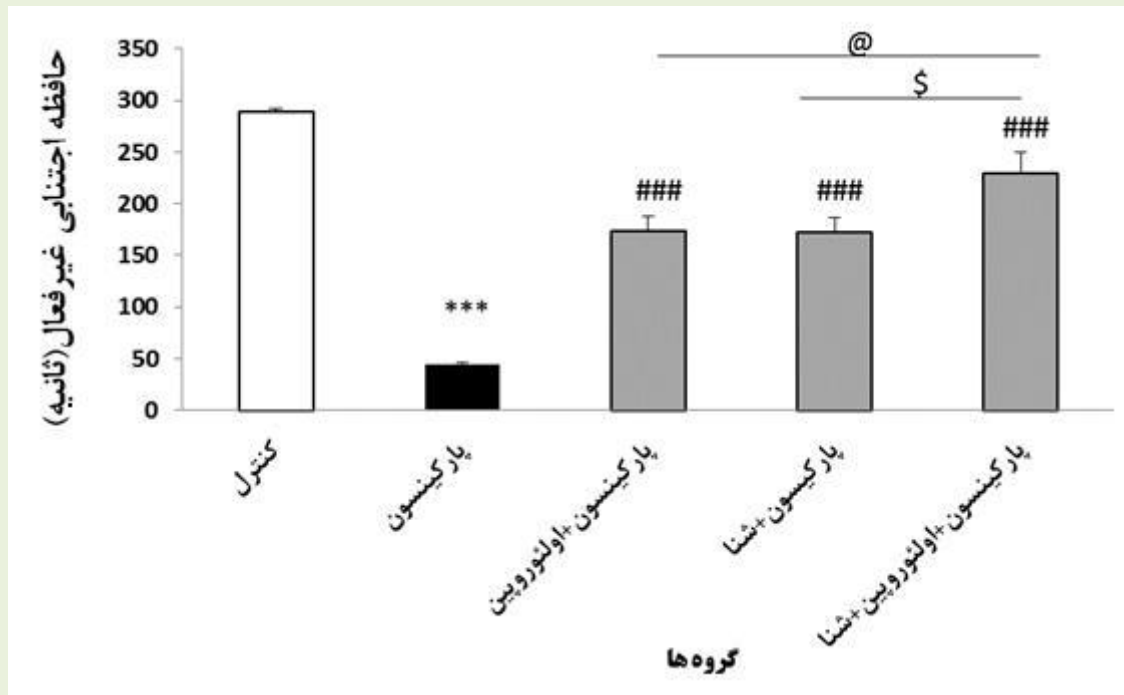 حافظه اجتنابی غیرفعال(ثانیه)
350
300
250
200
150
100
50
0
@
$
***
###
###
###
کنترل
پارکینسون
پارکینسون+اولئوروپین
پارکیسون+شنا
پارکینسون+اولئوروپین+شنا
گروه ها